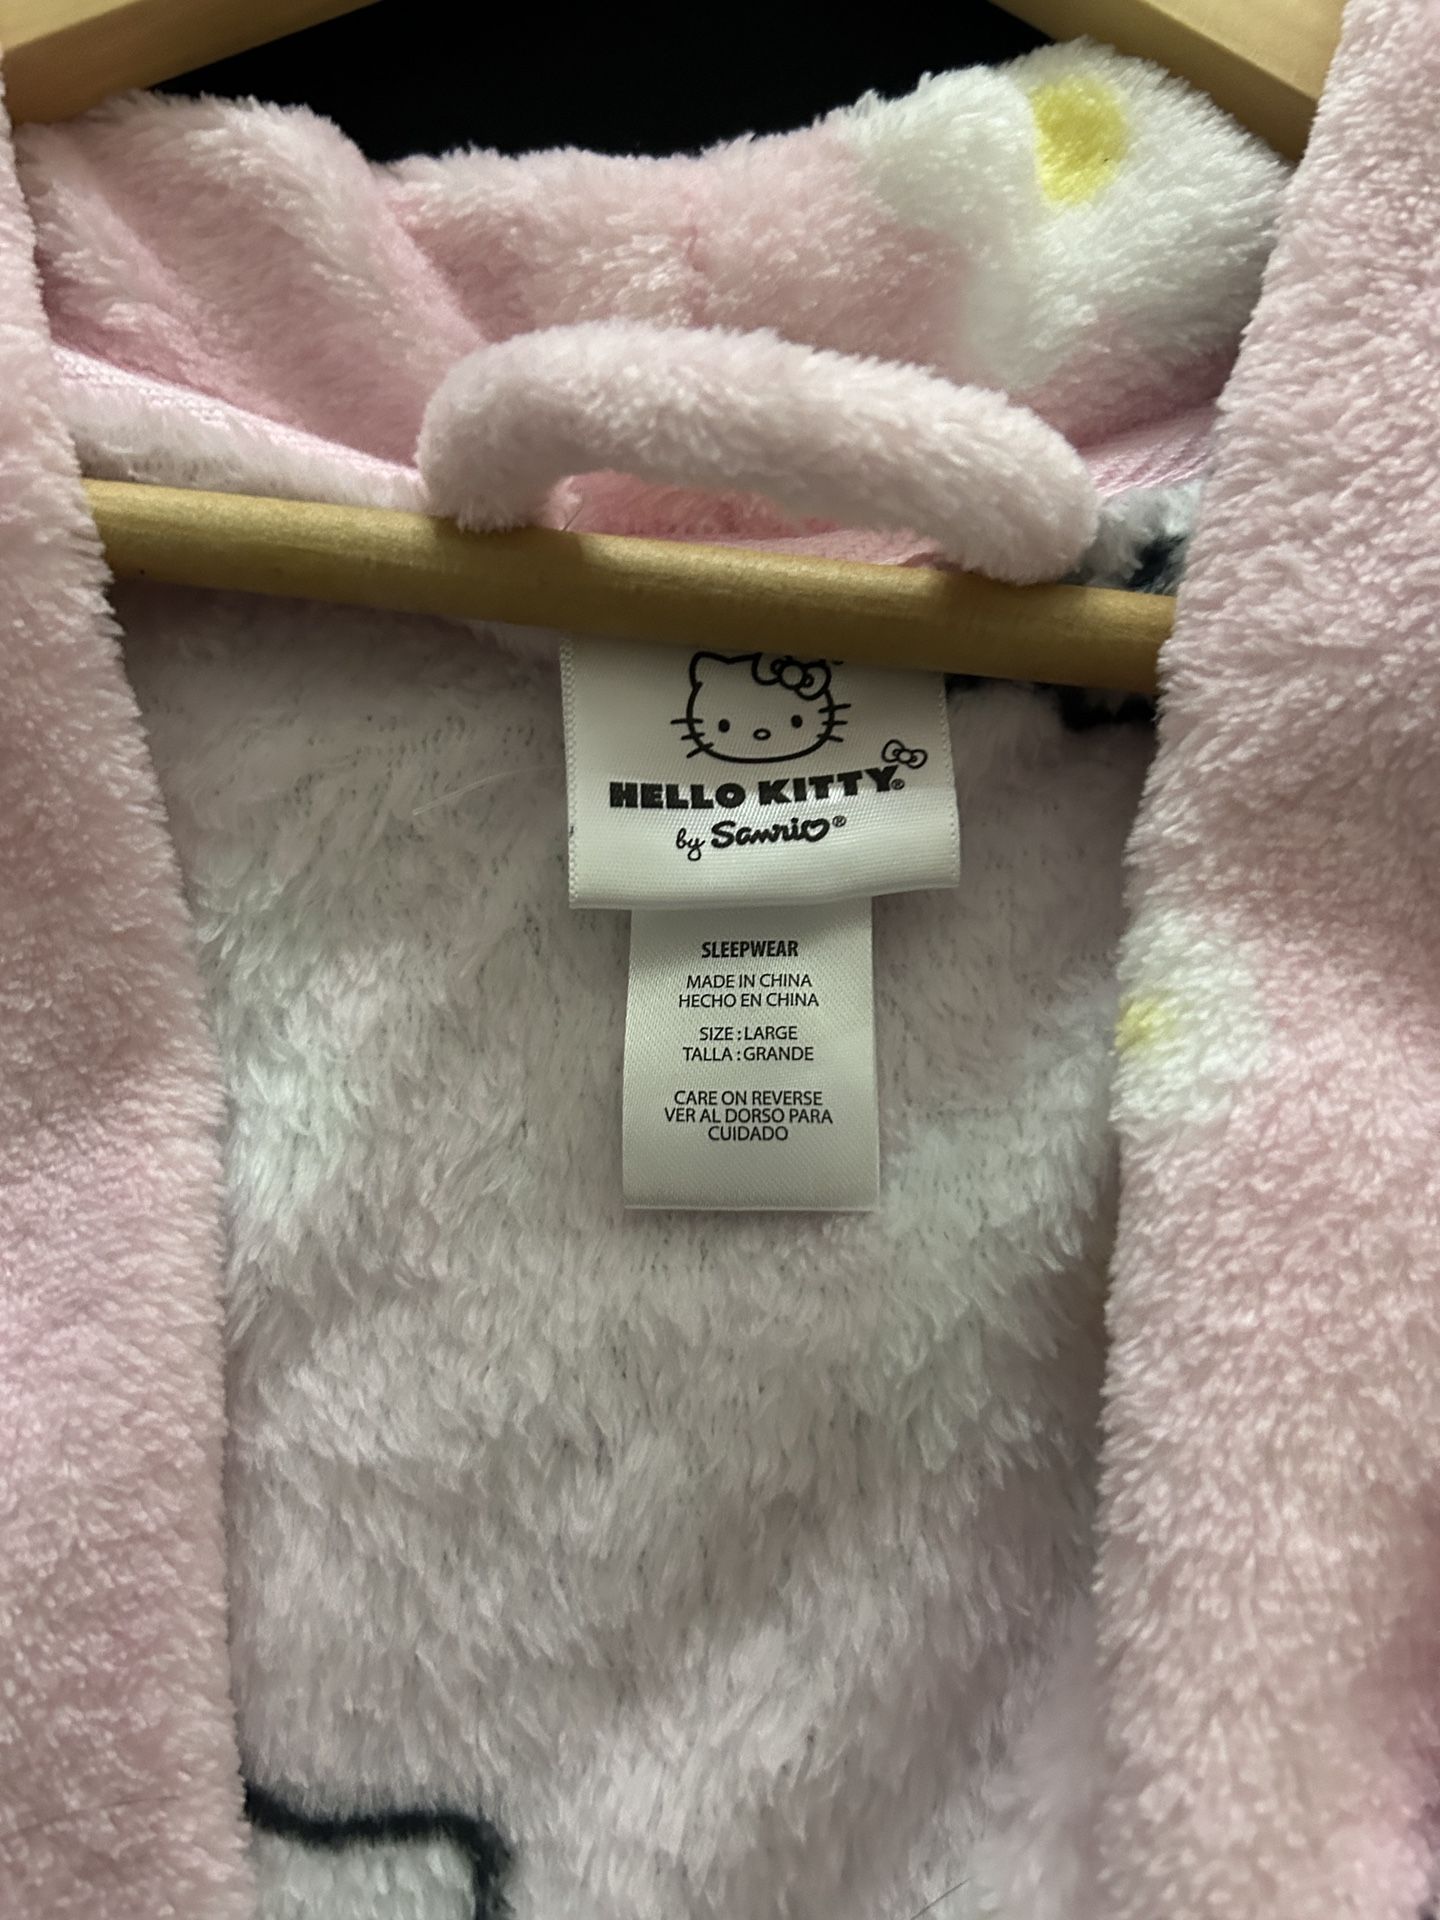 HELLO KITTY®
by Sanrio®
SLEEPWEAR
MADE IN CHINA
HECHO EN CHINA
SIZE : LARGE
TALLA : GRANDE
CARE ON REVERSE
VER AL DORSO PARA
CUIDADO